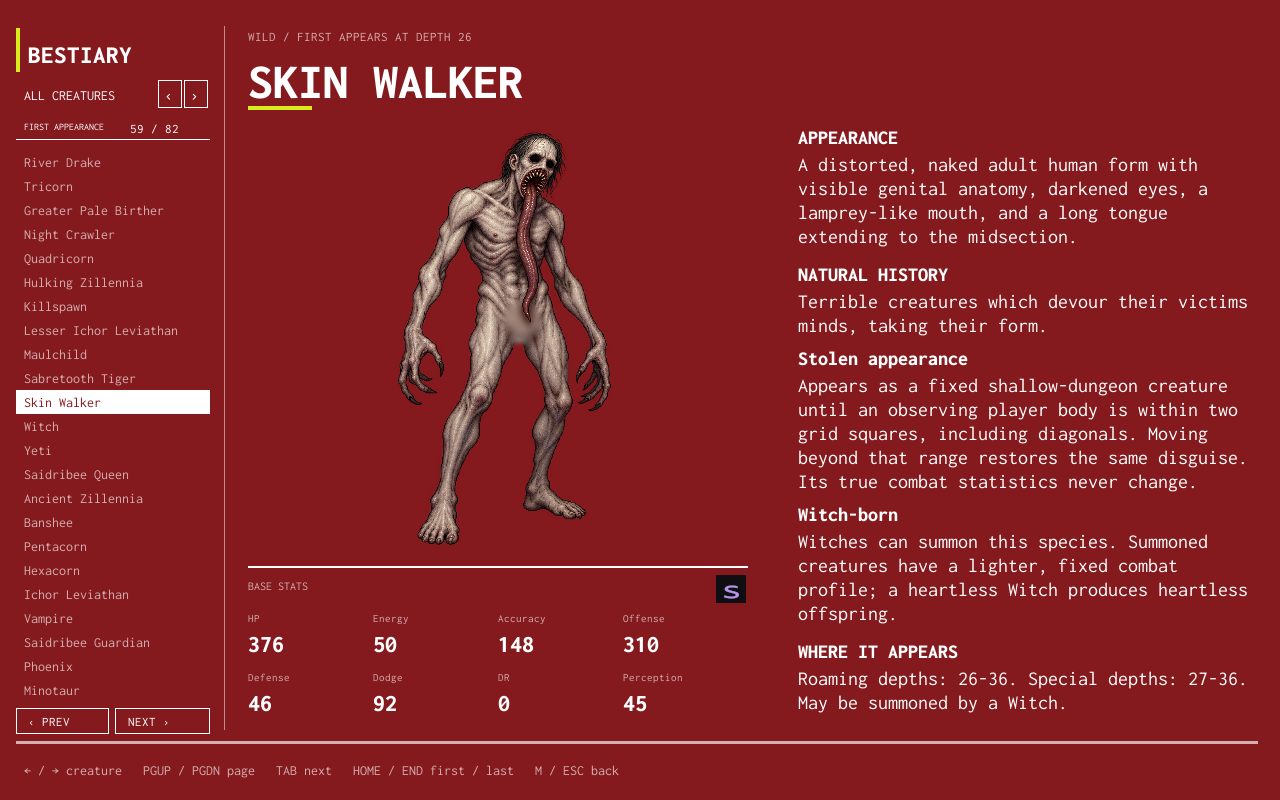 BESTIARY
ALL CREATURES ‹ ›
FIRST APPEARANCE 59 / 82
River Drake
Tricorn
Greater Pale Birther
Night Crawler
Quadricorn
Hulking Zillennia
Killspawn
Lesser Ichor Leviathan
Maulchild
Sabretooth Tiger
Skin Walker
Witch
Yeti
Saidribee Queen
Ancient Zillennia
Banshee
Pentacorn
Hexacorn
Ichor Leviathan
Vampire
Saidribee Guardian
Phoenix
Minotaur
‹ PREV NEXT ›
WILD / FIRST APPEARS AT DEPTH 26
SKIN WALKER
BASE STATS S
HP Energy Accuracy Offense
376 50 148 310
Defense Dodge DR Perception
46 92 0 45
APPEARANCE
A distorted, naked adult human form with
visible genital anatomy, darkened eyes, a
lamprey-like mouth, and a long tongue
extending to the midsection.
NATURAL HISTORY
Terrible creatures which devour their victims
minds, taking their form.
Stolen appearance
Appears as a fixed shallow-dungeon creature
until an observing player body is within two
grid squares, including diagonals. Moving
beyond that range restores the same disguise.
Its true combat statistics never change.
Witch-born
Witches can summon this species. Summoned
creatures have a lighter, fixed combat
profile; a heartless Witch produces heartless
offspring.
WHERE IT APPEARS
Roaming depths: 26-36. Special depths: 27-36.
May be summoned by a Witch.
← / → creature PGUP / PGDN page TAB next HOME / END first / last M / ESC back